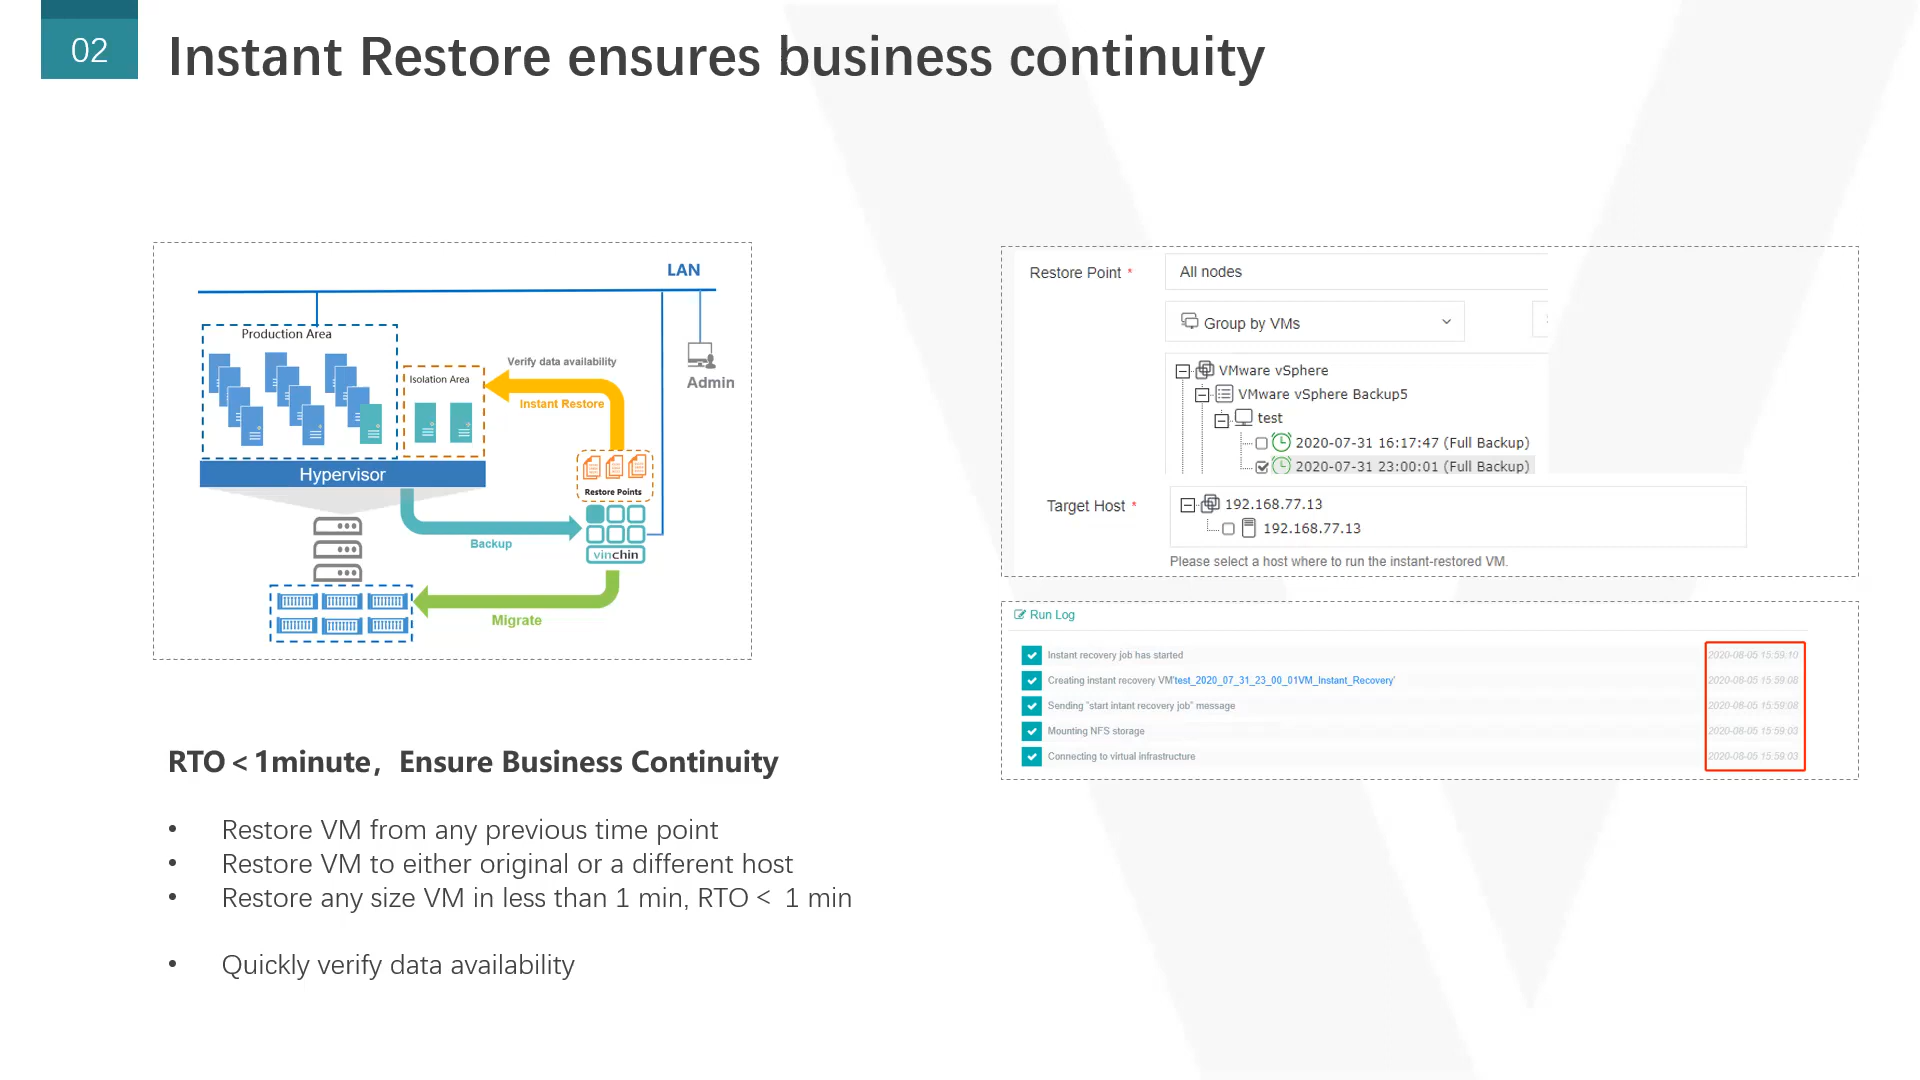 02
Instant Restore ensures business continuity
LAN
Production Area
Isolation Area
Verify data availability
Instant Restore
Admin
Hypervisor
Restore Points
Backup
vinchin
Migrate
Restore Point *
All nodes
Group by VMs
VMware vSphere
VMware vSphere Backup5
test
2020-07-31 16:17:47 (Full Backup)
2020-07-31 23:00:01 (Full Backup)
Target Host *
192.168.77.13
192.168.77.13
Please select a host where to run the instant-restored VM.
Run Log
Instant recovery job has started 2020-08-05 15:59:10
Creating instant recovery VM'test_2020_07_31_23_00_01VM_Instant_Recovery' 2020-08-05 15:59:08
Sending "start intant recovery job" message 2020-08-05 15:59:08
Mounting NFS storage 2020-08-05 15:59:03
Connecting to virtual infrastructure 2020-08-05 15:59:03
RTO < 1minute，Ensure Business Continuity
• Restore VM from any previous time point
• Restore VM to either original or a different host
• Restore any size VM in less than 1 min, RTO < 1 min
• Quickly verify data availability